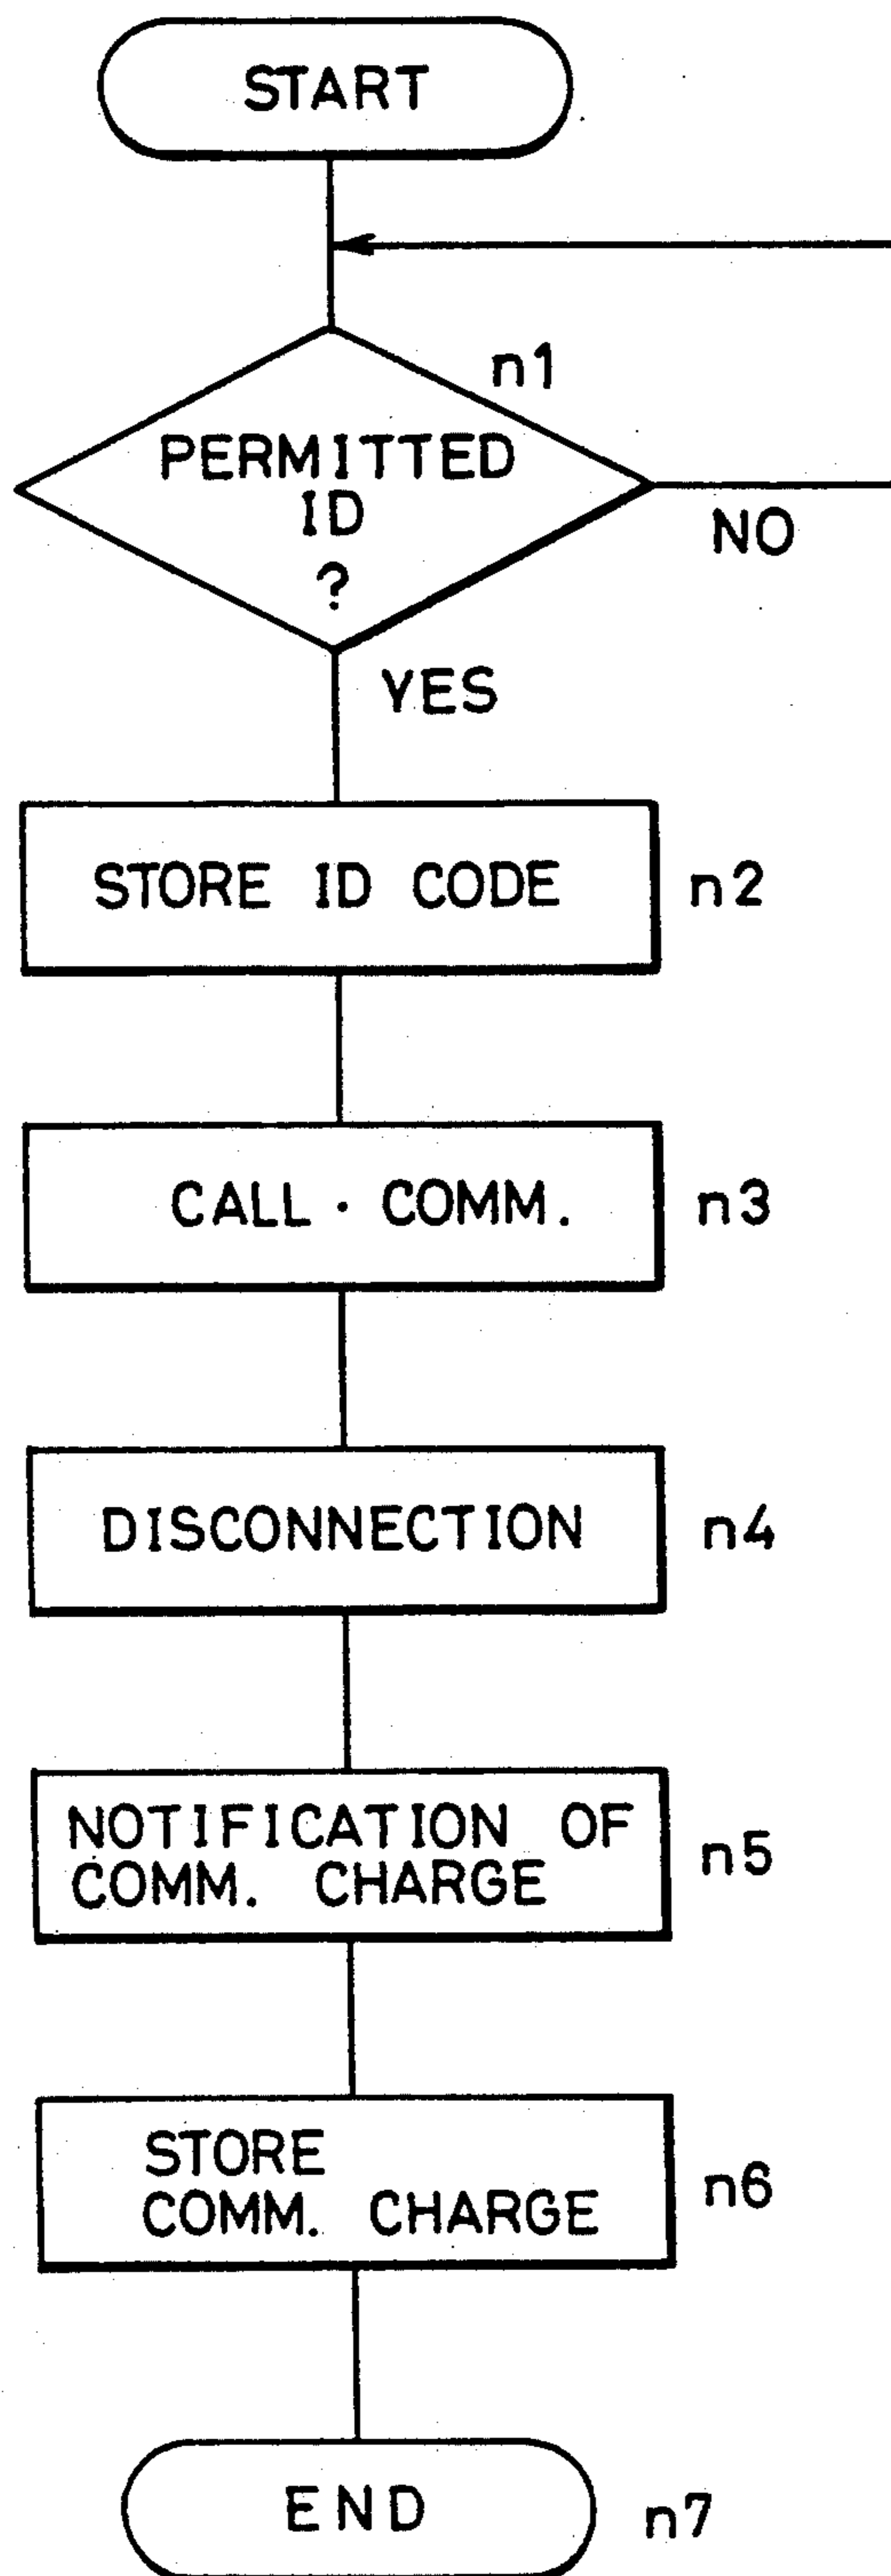 START
n1
PERMITTED
ID
?
NO
YES
STORE ID CODE
n2
CALL · COMM.
n3
DISCONNECTION
n4
NOTIFICATION OF
COMM. CHARGE
n5
STORE
COMM. CHARGE
n6
END
n7